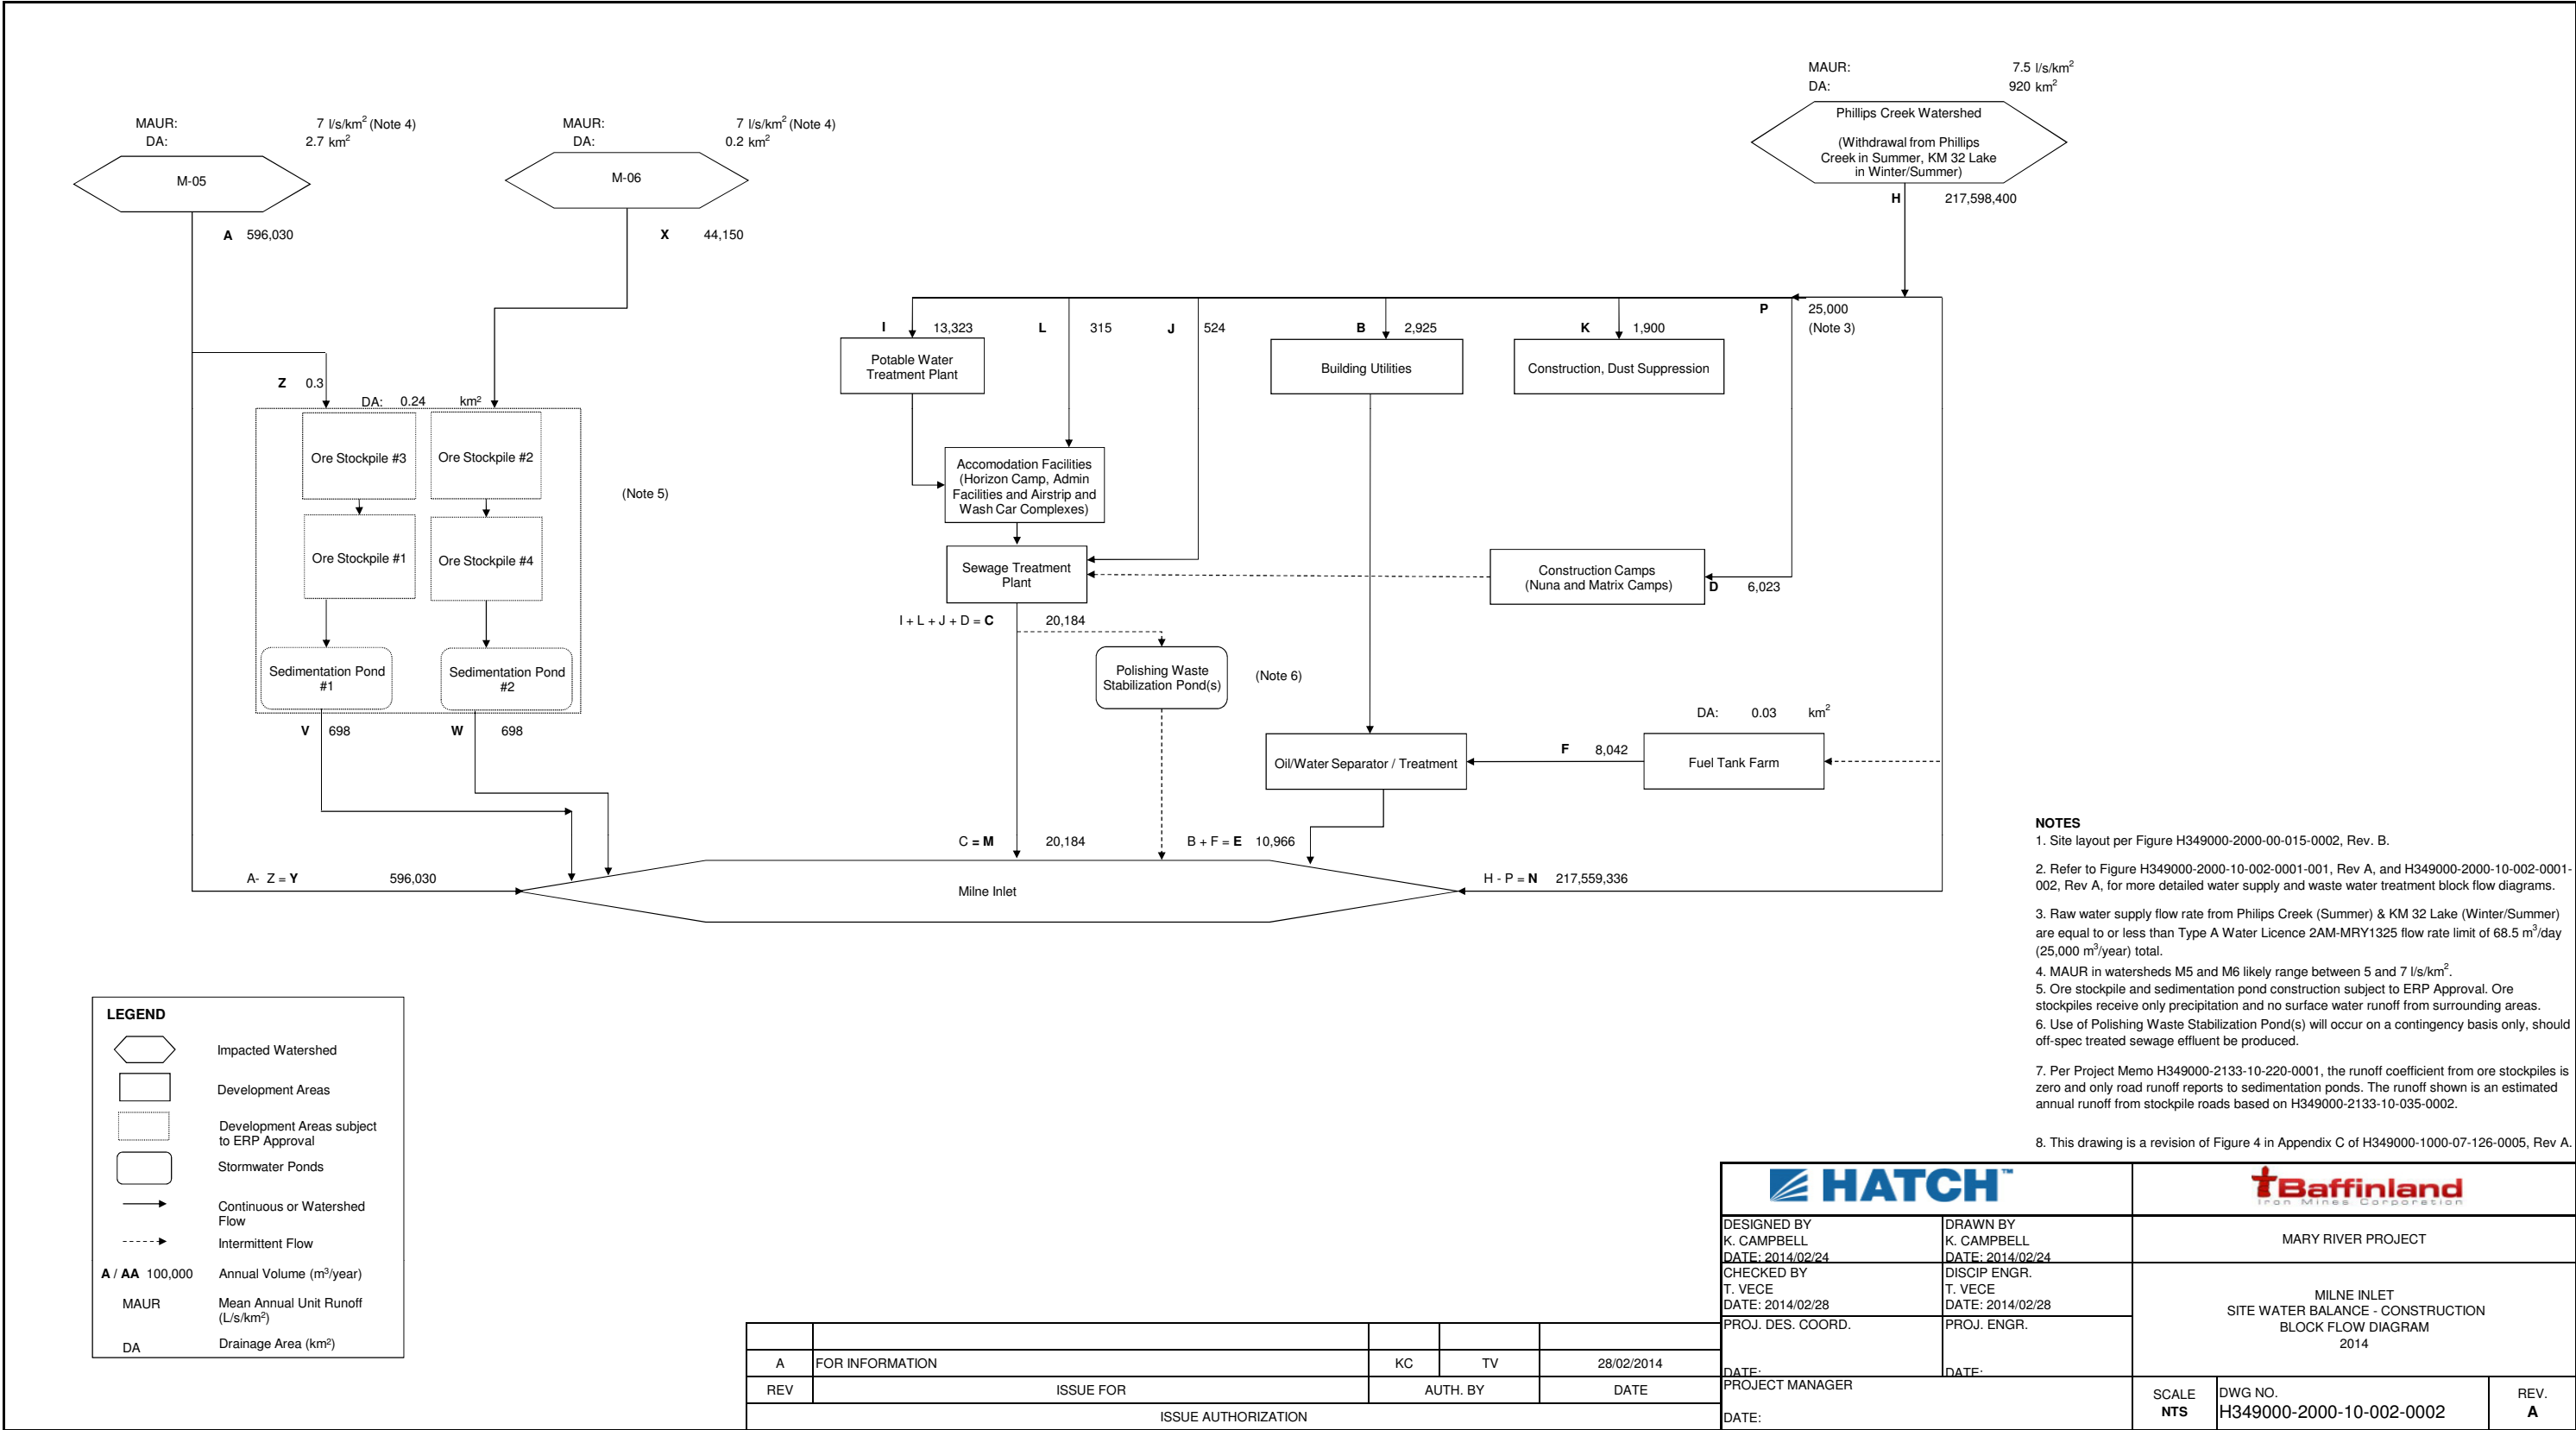 MAUR: 7 l/s/km² (Note 4)
DA: 2.7 km²
M-05
A 596,030
MAUR: 7 l/s/km² (Note 4)
DA: 0.2 km²
M-06
X 44,150
MAUR: 7.5 l/s/km²
DA: 920 km²
Phillips Creek Watershed
(Withdrawal from Phillips
Creek in Summer, KM 32 Lake
in Winter/Summer)
H 217,598,400
P 25,000
(Note 3)
I 13,323
L 315
J 524
B 2,925
K 1,900
Potable Water
Treatment Plant
Building Utilities
Construction, Dust Suppression
Z 0.3
DA: 0.24 km²
Ore Stockpile #3
Ore Stockpile #2
Ore Stockpile #1
Ore Stockpile #4
(Note 5)
Sedimentation Pond
#1
Sedimentation Pond
#2
V 698
W 698
Accomodation Facilities
(Horizon Camp, Admin
Facilities and Airstrip and
Wash Car Complexes)
Sewage Treatment
Plant
Construction Camps
(Nuna and Matrix Camps)
D 6,023
I + L + J + D = C 20,184
Polishing Waste
Stabilization Pond(s)
(Note 6)
DA: 0.03 km²
Oil/Water Separator / Treatment
F 8,042
Fuel Tank Farm
C = M 20,184
B + F = E 10,966
A- Z = Y 596,030
Milne Inlet
H - P = N 217,559,336
NOTES
1. Site layout per Figure H349000-2000-00-015-0002, Rev. B.
2. Refer to Figure H349000-2000-10-002-0001-001, Rev A, and H349000-2000-10-002-0001-
002, Rev A, for more detailed water supply and waste water treatment block flow diagrams.
3. Raw water supply flow rate from Philips Creek (Summer) & KM 32 Lake (Winter/Summer)
are equal to or less than Type A Water Licence 2AM-MRY1325 flow rate limit of 68.5 m³/day
(25,000 m³/year) total.
4. MAUR in watersheds M5 and M6 likely range between 5 and 7 l/s/km².
5. Ore stockpile and sedimentation pond construction subject to ERP Approval. Ore
stockpiles receive only precipitation and no surface water runoff from surrounding areas.
6. Use of Polishing Waste Stabilization Pond(s) will occur on a contingency basis only, should
off-spec treated sewage effluent be produced.
7. Per Project Memo H349000-2133-10-220-0001, the runoff coefficient from ore stockpiles is
zero and only road runoff reports to sedimentation ponds. The runoff shown is an estimated
annual runoff from stockpile roads based on H349000-2133-10-035-0002.
8. This drawing is a revision of Figure 4 in Appendix C of H349000-1000-07-126-0005, Rev A.
LEGEND
Impacted Watershed
Development Areas
Development Areas subject
to ERP Approval
Stormwater Ponds
Continuous or Watershed
Flow
Intermittent Flow
A / AA 100,000 Annual Volume (m³/year)
MAUR Mean Annual Unit Runoff
(L/s/km²)
DA Drainage Area (km²)
A FOR INFORMATION KC TV 28/02/2014
REV ISSUE FOR AUTH. BY DATE
ISSUE AUTHORIZATION
HATCH™
Baffinland
Iron Mines Corporation
DESIGNED BY
K. CAMPBELL
DATE: 2014/02/24
DRAWN BY
K. CAMPBELL
DATE: 2014/02/24
CHECKED BY
T. VECE
DATE: 2014/02/28
DISCIP ENGR.
T. VECE
DATE: 2014/02/28
PROJ. DES. COORD.
DATE:
PROJ. ENGR.
DATE:
PROJECT MANAGER
DATE:
MARY RIVER PROJECT
MILNE INLET
SITE WATER BALANCE - CONSTRUCTION
BLOCK FLOW DIAGRAM
2014
SCALE
NTS
DWG NO.
H349000-2000-10-002-0002
REV.
A